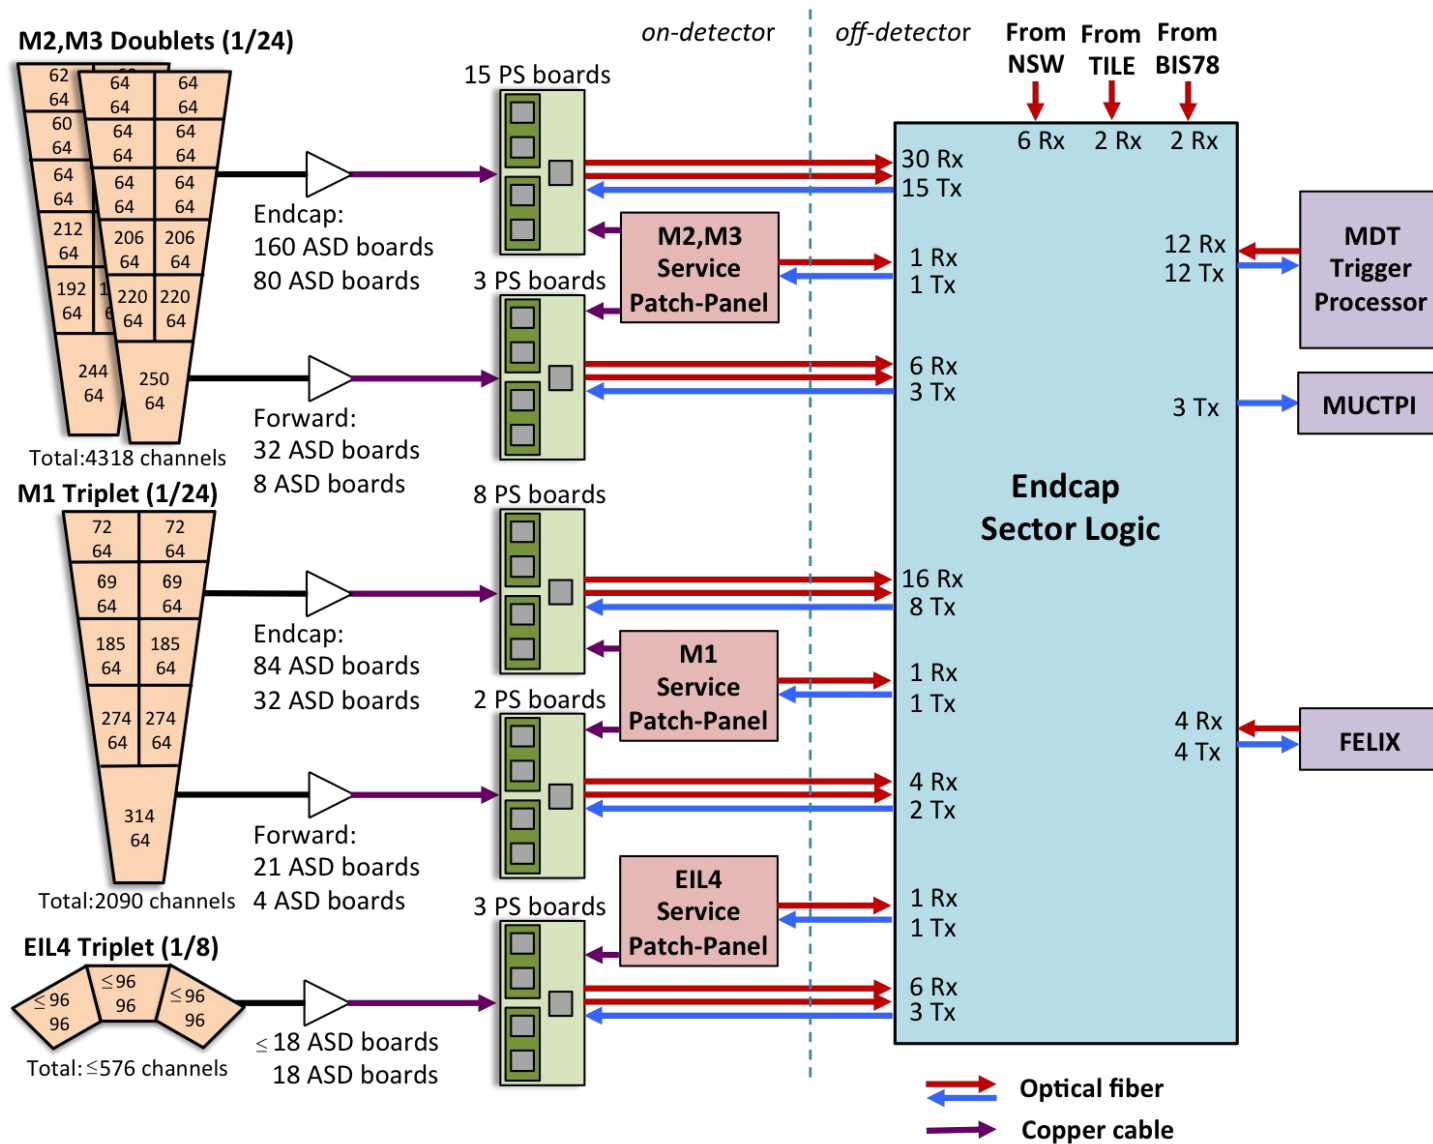 on-detector
off-detector
From NSW
From TILE
From BIS78
6 Rx
2 Rx
2 Rx
M2,M3 Doublets (1/24)
62
64
60
64
64
64
212
64
192
64
244
64
64
64
64
64
64
64
64
64
64
64
64
64
206
64
206
64
220
64
220
64
250
64
Total:4318 channels
Endcap:
160 ASD boards
80 ASD boards
Forward:
32 ASD boards
8 ASD boards
15 PS boards
3 PS boards
M2,M3
Service
Patch-Panel
30 Rx
15 Tx
1 Rx
1 Tx
6 Rx
3 Tx
M1 Triplet (1/24)
72
64
72
64
69
64
69
64
185
64
185
64
274
64
274
64
314
64
Total:2090 channels
Endcap:
84 ASD boards
32 ASD boards
Forward:
21 ASD boards
4 ASD boards
8 PS boards
2 PS boards
M1
Service
Patch-Panel
16 Rx
8 Tx
1 Rx
1 Tx
4 Rx
2 Tx
EIL4 Triplet (1/8)
≤96
96
≤96
96
≤96
96
Total:≤576 channels
≤18 ASD boards
18 ASD boards
3 PS boards
EIL4
Service
Patch-Panel
1 Rx
1 Tx
6 Rx
3 Tx
Endcap
Sector Logic
12 Rx
12 Tx
MDT
Trigger
Processor
3 Tx
MUCTPI
4 Rx
4 Tx
FELIX
Optical fiber
Copper cable